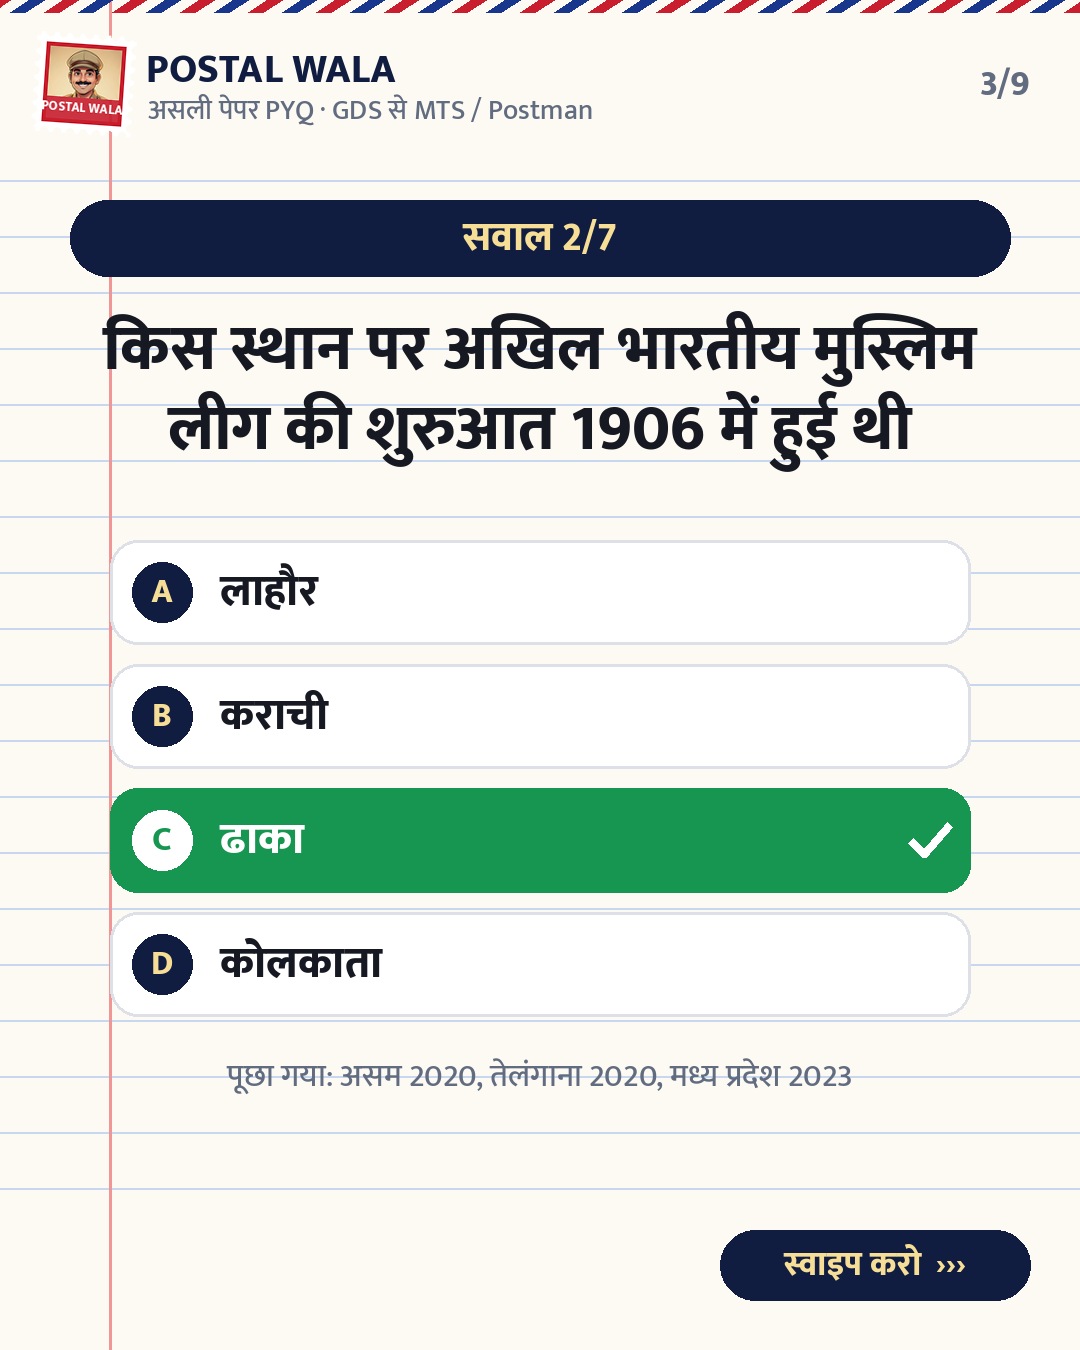 POSTAL WALA
POSTAL WALA
असली पेपर PYQ · GDS से MTS / Postman
3/9
सवाल 2/7
किस स्थान पर अखिल भारतीय मुस्लिम
लीग की शुरुआत 1906 में हुई थी
A लाहौर
B कराची
C ढाका
D कोलकाता
पूछा गया: असम 2020, तेलंगाना 2020, मध्य प्रदेश 2023
स्वाइप करो ›››